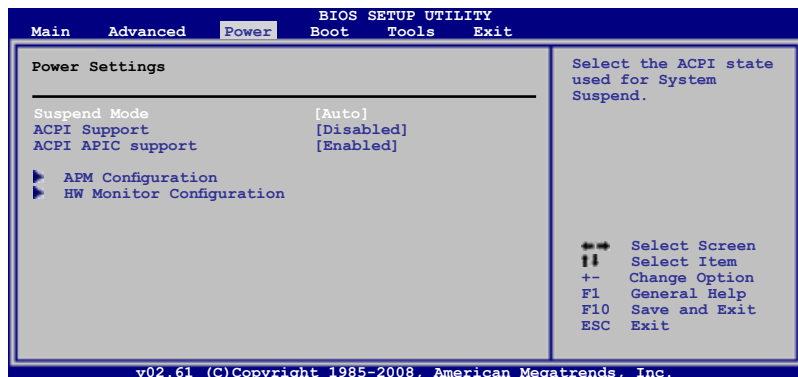 BIOS SETUP UTILITY
Main Advanced Power Boot Tools Exit
Power Settings
Suspend Mode [Auto]
ACPI Support [Disabled]
ACPI APIC support [Enabled]
APM Configuration
HW Monitor Configuration
Select the ACPI state
used for System
Suspend.
←→ Select Screen
↑↓ Select Item
+- Change Option
F1 General Help
F10 Save and Exit
ESC Exit
v02.61 (C)Copyright 1985-2008, American Megatrends, Inc.